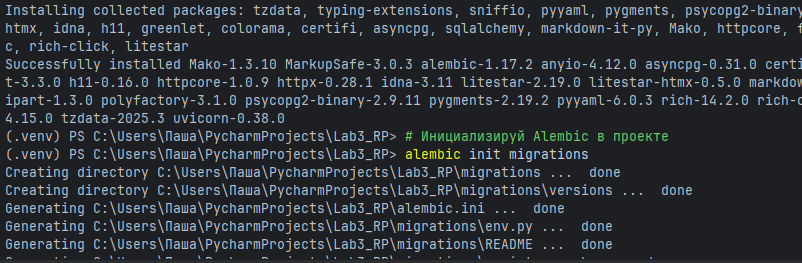 Installing collected packages: tzdata, typing-extensions, sniffio, pyyaml, pygments, psycopg2-binary
htmx, idna, h11, greenlet, colorama, certifi, asyncpg, sqlalchemy, markdown-it-py, Mako, httpcore, f
c, rich-click, litestar
Successfully installed Mako-1.3.10 MarkupSafe-3.0.3 alembic-1.17.2 anyio-4.12.0 asyncpg-0.31.0 certi
t-3.3.0 h11-0.16.0 httpcore-1.0.9 httpx-0.28.1 idna-3.11 litestar-2.19.0 litestar-htmx-0.5.0 markdow
ipart-1.3.0 polyfactory-3.1.0 psycopg2-binary-2.9.11 pygments-2.19.2 pyyaml-6.0.3 rich-14.2.0 rich-c
4.15.0 tzdata-2025.3 uvicorn-0.38.0
(.venv) PS C:\Users\Паша\PycharmProjects\Lab3_RP> # Инициализируй Alembic в проекте
(.venv) PS C:\Users\Паша\PycharmProjects\Lab3_RP> alembic init migrations
Creating directory C:\Users\Паша\PycharmProjects\Lab3_RP\migrations ...  done
Creating directory C:\Users\Паша\PycharmProjects\Lab3_RP\migrations\versions ...  done
Generating C:\Users\Паша\PycharmProjects\Lab3_RP\alembic.ini ...  done
Generating C:\Users\Паша\PycharmProjects\Lab3_RP\migrations\env.py ...  done
Generating C:\Users\Паша\PycharmProjects\Lab3_RP\migrations\README ...  done